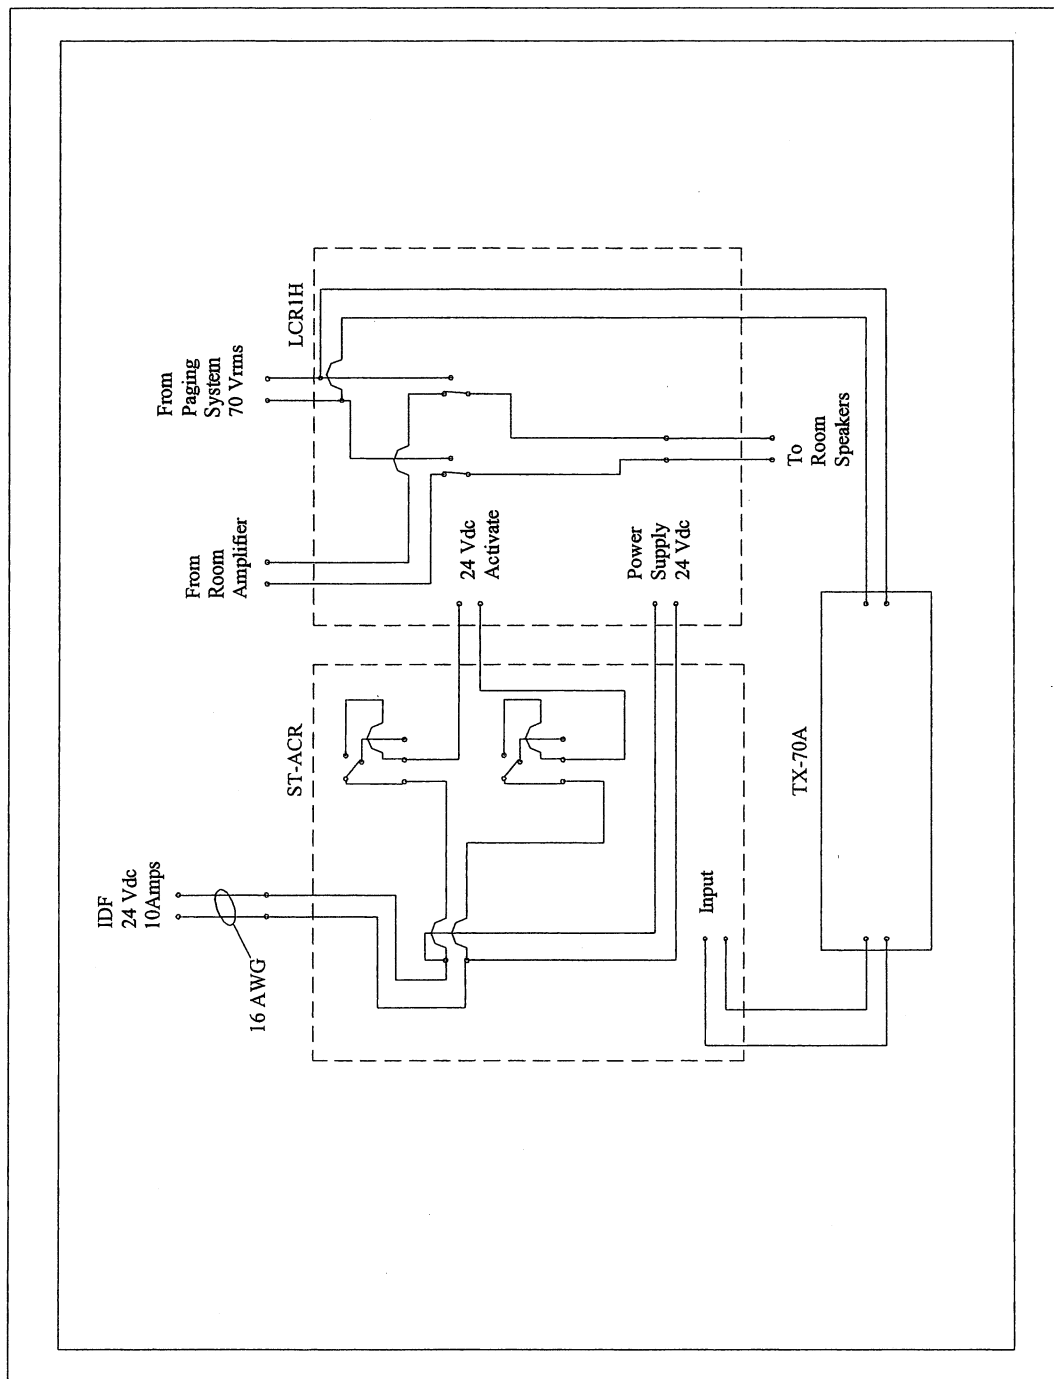 IDF
24 Vdc
10Amps
16 AWG
From
Room
Amplifier
From
Paging
System
70 Vrms
ST-ACR
LCR1H
24 Vdc
Activate
Power
Supply
24 Vdc
Input
To
Room
Speakers
TX-70A